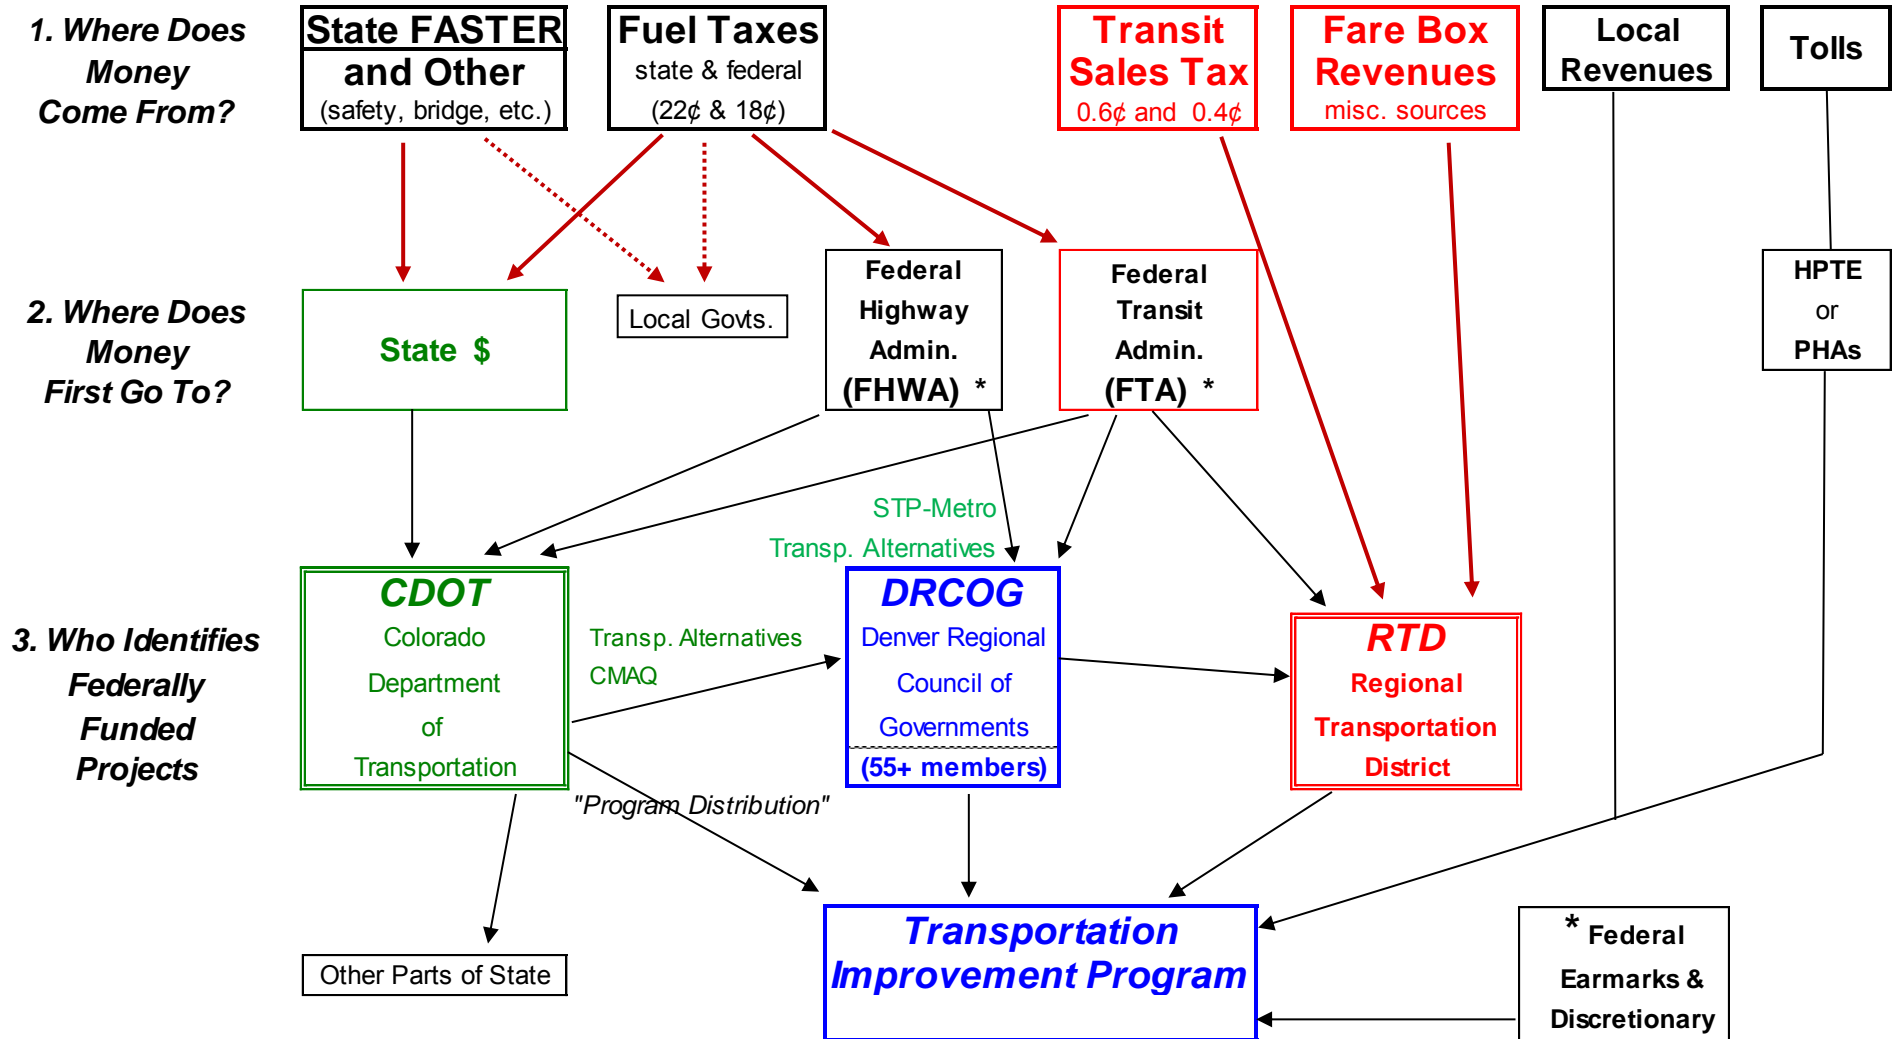 1. Where Does
Money
Come From?
State FASTER
and Other
(safety, bridge, etc.)
Fuel Taxes
state & federal
(22¢ & 18¢)
Transit
Sales Tax
0.6¢ and 0.4¢
Fare Box
Revenues
misc. sources
Local
Revenues
Tolls
2. Where Does
Money
First Go To?
State $
Local Govts.
Federal
Highway
Admin.
(FHWA) *
Federal
Transit
Admin.
(FTA) *
HPTE
or
PHAs
STP-Metro
Transp. Alternatives
3. Who Identifies
Federally
Funded
Projects
CDOT
Colorado
Department
of
Transportation
Transp. Alternatives
CMAQ
DRCOG
Denver Regional
Council of
Governments
(55+ members)
RTD
Regional
Transportation
District
"Program Distribution"
Other Parts of State
Transportation
Improvement Program
* Federal
Earmarks &
Discretionary